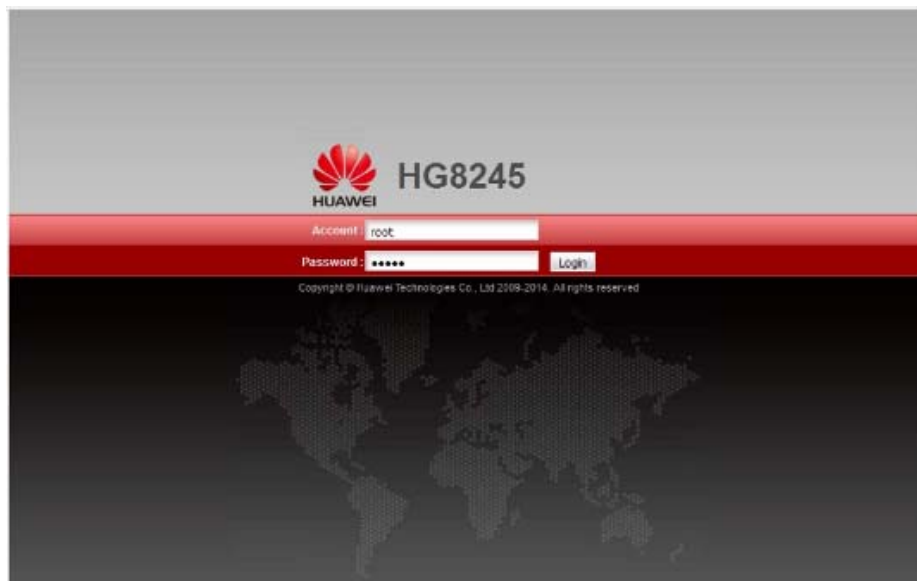 HUAWEI
HG8245
Account : root
Password : •••••
Login
Copyright © Huawei Technologies Co., Ltd 2009-2014. All rights reserved